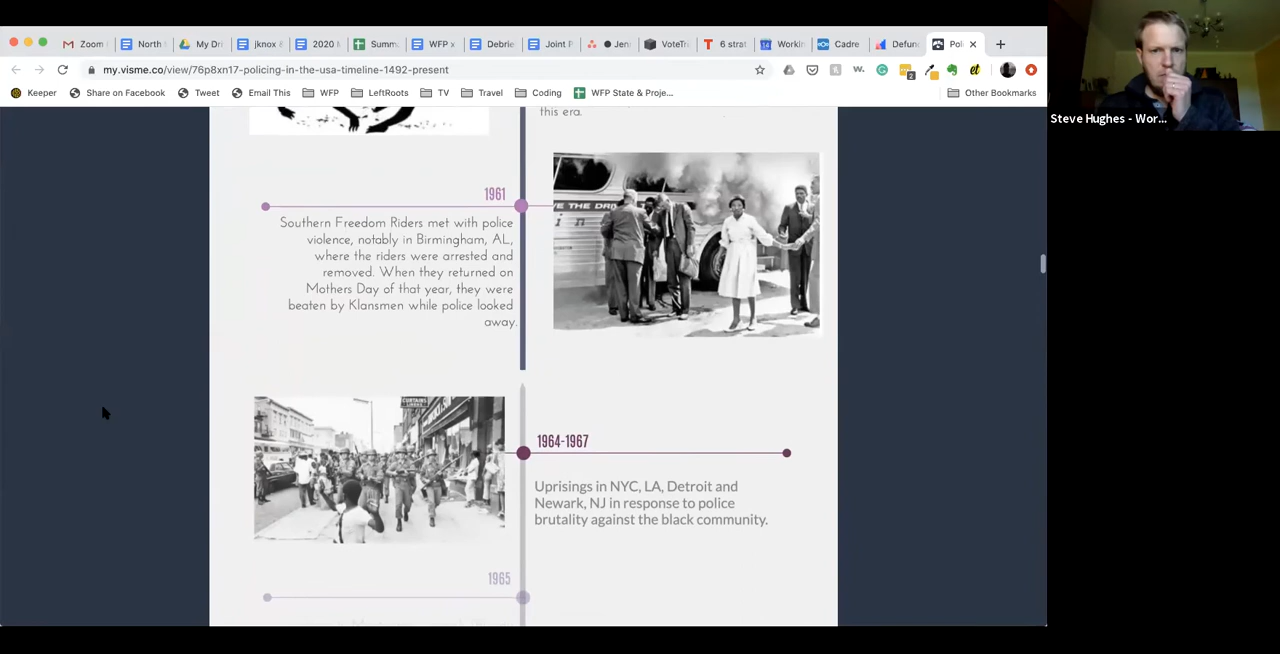 Zoom
North
My Dri
jknox &
2020 M
Summ
WFP x
Debrie
Joint P
Jen
VoteTri
6 strat
Workin
Cadre
Defun
Pol
my.visme.co/view/76p8xn17-policing-in-the-usa-timeline-1492-present
Keeper
Share on Facebook
Tweet
Email This
WFP
LeftRoots
TV
Travel
Coding
WFP State & Proje...
Other Bookmarks
Steve Hughes - Wor...
this era.
1961
Southern Freedom Riders met with police
violence, notably in Birmingham, AL,
where the riders were arrested and
removed. When they returned on
Mothers Day of that year, they were
beaten by Klansmen while police looked
away.
VE THE DRI
1964-1967
Uprisings in NYC, LA, Detroit and
Newark, NJ in response to police
brutality against the black community.
CURTAINS
1965